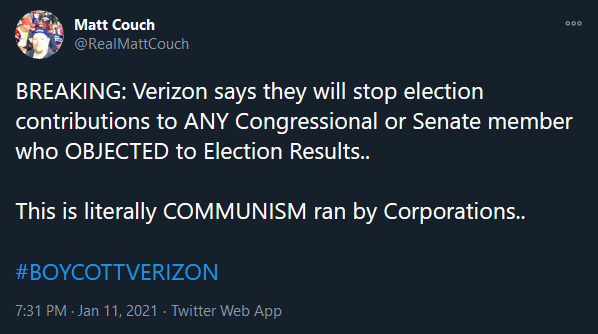 Matt Couch
@RealMattCouch
BREAKING: Verizon says they will stop election
contributions to ANY Congressional or Senate member
who OBJECTED to Election Results..
This is literally COMMUNISM ran by Corporations..
#BOYCOTTVERIZON
7:31 PM · Jan 11, 2021 · Twitter Web App